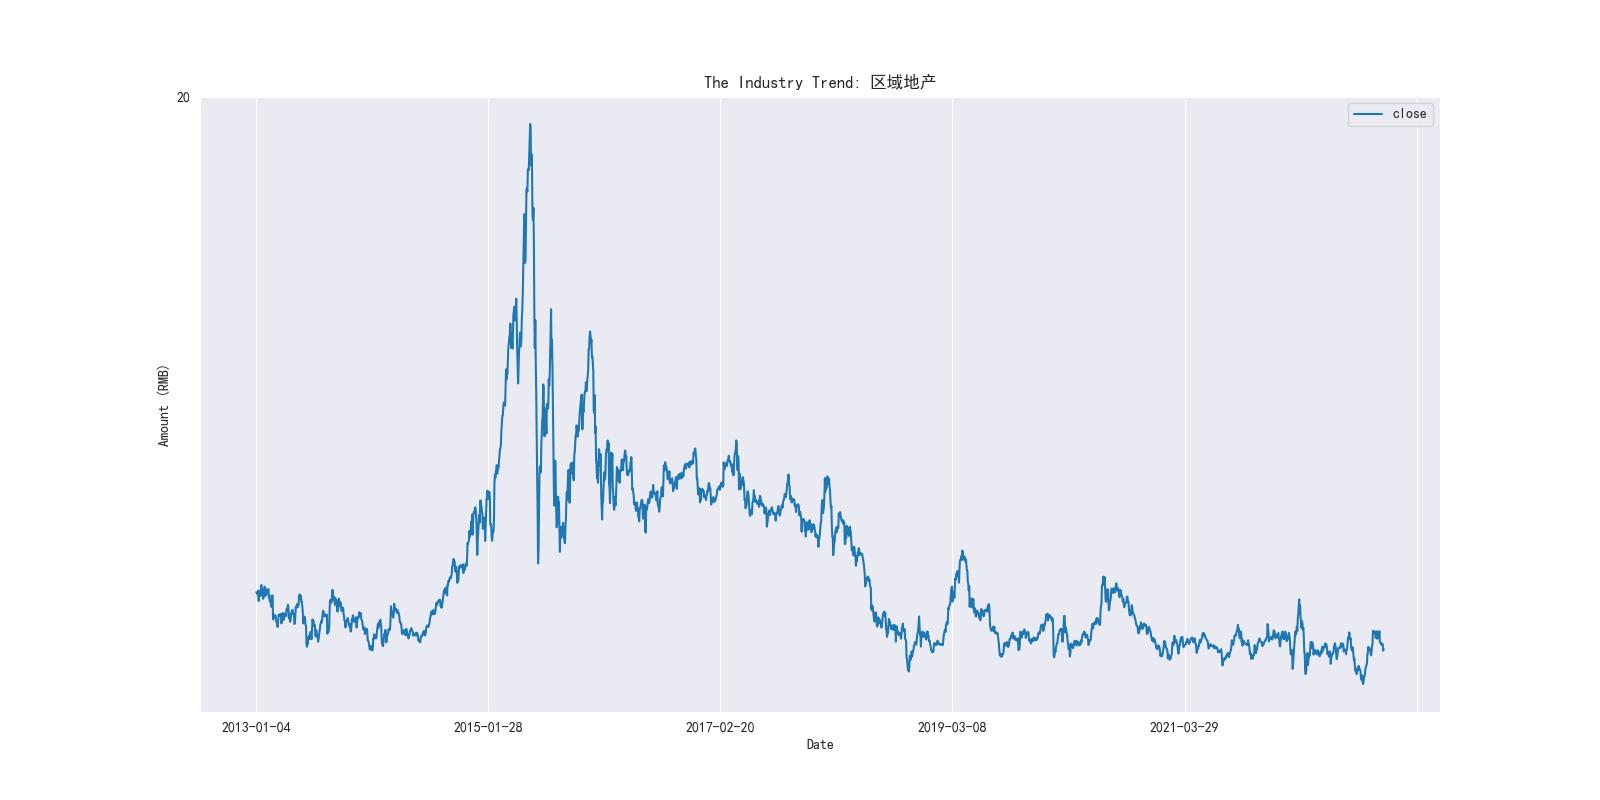 The Industry Trend: 区域地产
20
close
Amount (RMB)
2013-01-04 2015-01-28 2017-02-20 2019-03-08 2021-03-29
Date